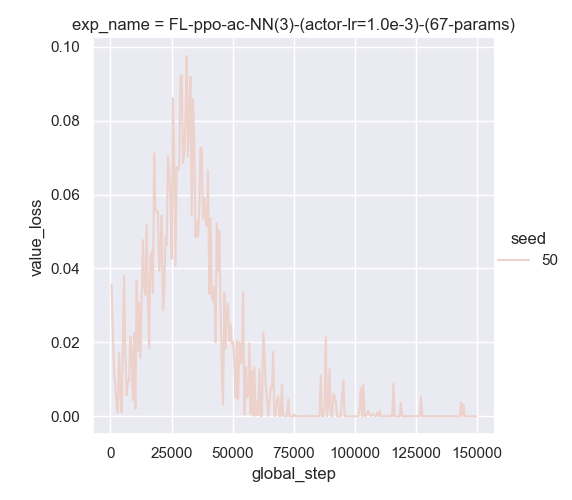 exp_name = FL-ppo-ac-NN(3)-(actor-lr=1.0e-3)-(67-params)
0.10
0.08
0.06
0.04
0.02
0.00
value_loss
0 25000 50000 75000 100000 125000 150000
global_step
seed
50